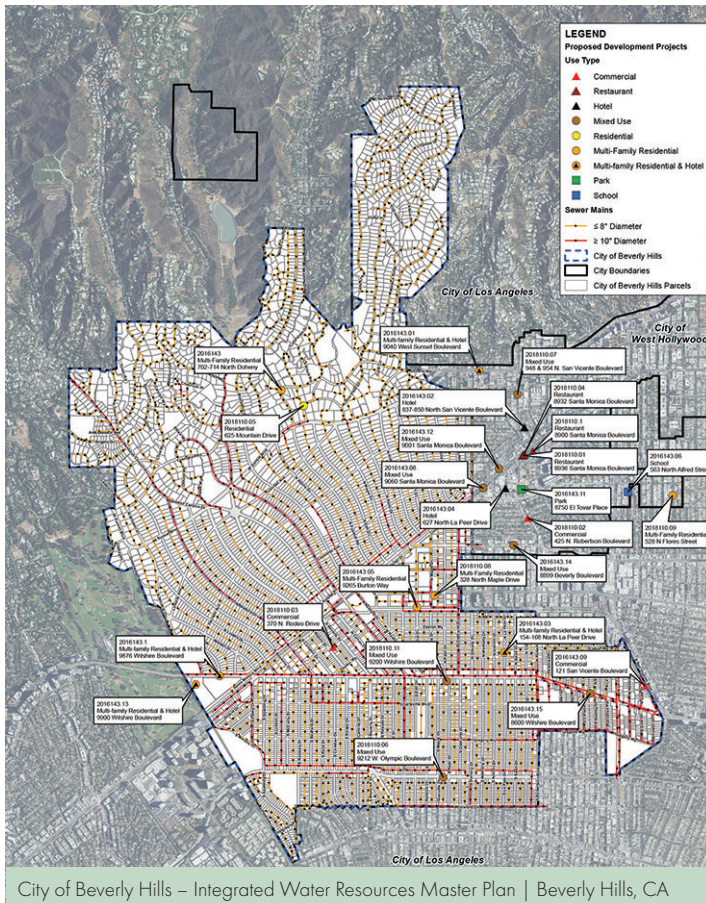 LEGEND
Proposed Development Projects
Use Type
Commercial
Restaurant
Hotel
Mixed Use
Residential
Multi-Family Residential
Multi-family Residential & Hotel
Park
School
Sewer Mains
≤ 8" Diameter
≥ 10" Diameter
City of Beverly Hills
City Boundaries
City of Beverly Hills Parcels
City of Los Angeles
City of
West Hollywood
2016143.01
Multi-family Residential & Hotel
9040 West Sunset Boulevard
2018110.07
Mixed Use
948 & 954 N. San Vicente Boulevard
2016143
Multi-Family Residential
702-714 North Doheny
2018110.04
Restaurant
8932 Santa Monica Boulevard
2016143.02
Hotel
837-850 North San Vicente Boulevard
2018110.05
Residential
625 Mountain Drive
2018110.1
Restaurant
8900 Santa Monica Boulevard
2016143.12
Mixed Use
9001 Santa Monica Boulevard
2018110.01
Restaurant
8936 Santa Monica Boulevard
2016143.06
School
563 North Alfred Stre
2016143.08
Mixed Use
9060 Santa Monica Boulevard
2016143.11
Park
8750 El Tovar Place
2016143.04
Hotel
627 North La Peer Drive
2018110.02
Commercial
425 N. Robertson Boulevard
2018110.09
Multi-Family Residential
528 N Flores Street
2016143.14
Mixed Use
8899 Beverly Boulevard
2016143.05
Multi-Family Residential
9265 Burton Way
2018110.08
Multi-Family Residential
328 North Maple Drive
2018110.03
Commercial
370 N. Rodeo Drive
2016143.03
Multi-family Residential & Hotel
154-168 North La Peer Drive
2016143.1
Multi-family Residential & Hotel
9876 Wilshire Boulevard
2018110.11
Mixed Use
9200 Wilshire Boulevard
2016143.09
Commercial
121 San Vicente Boulevard
2016143.13
Multi-family Residential & Hotel
9900 Wilshire Boulevard
2016143.15
Mixed Use
8600 Wilshire Boulevard
2018110.06
Mixed Use
9212 W. Olympic Boulevard
City of Los Angeles
City of Beverly Hills – Integrated Water Resources Master Plan | Beverly Hills, CA